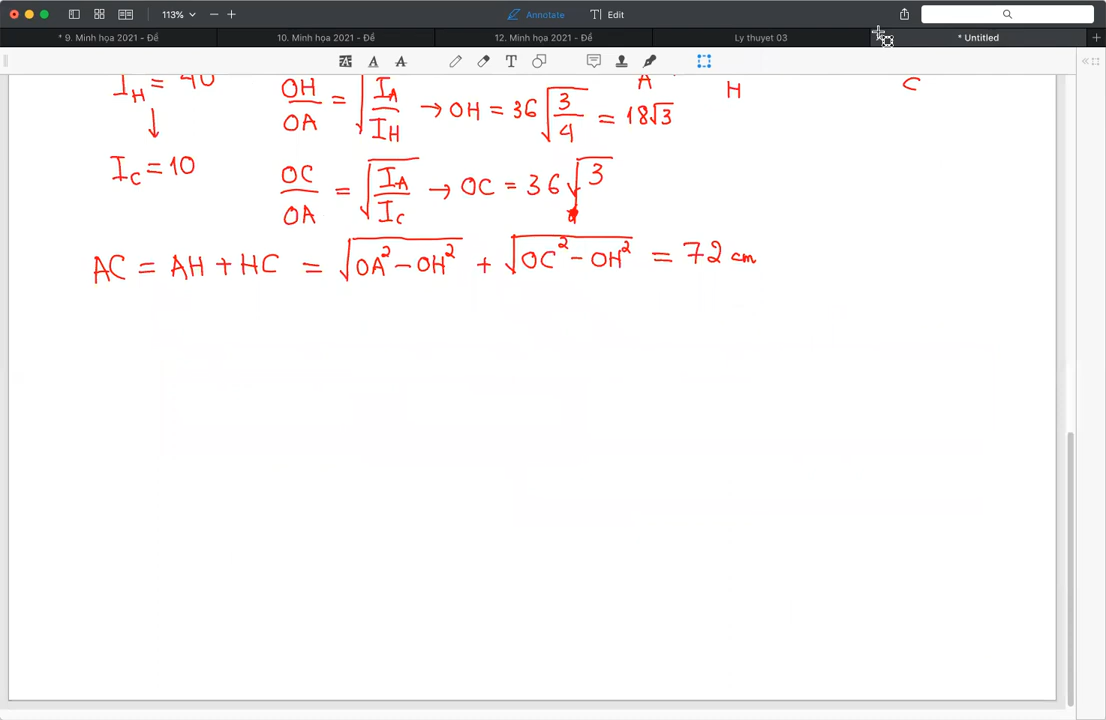 113%
Annotate
Edit
* 9. Minh họa 2021 - Đề
10. Minh họa 2021 - Đề
12. Minh họa 2021 - Đề
Ly thuyet 03
* Untitled
I_H = 40
OH/OA = √(I_A/I_H) → OH = 36√(3/4) = 18√3
A
H
C
I_C = 10
OC/OA = √(I_A/I_C) → OC = 36√3
AC = AH + HC = √(OA² − OH²) + √(OC² − OH²) = 72 cm